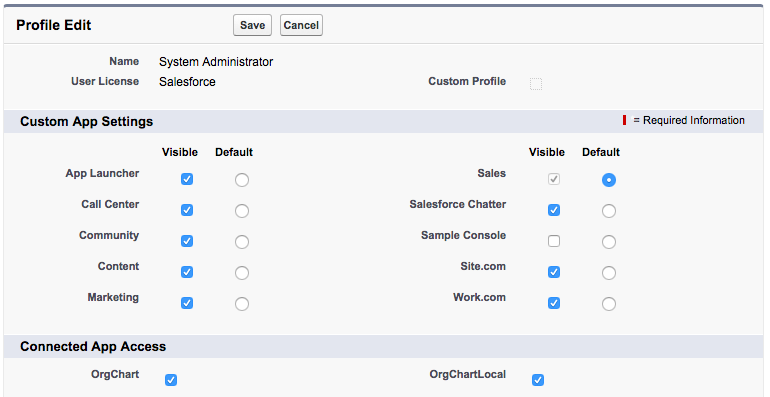 Profile Edit Save Cancel
Name System Administrator
User License Salesforce Custom Profile
Custom App Settings = Required Information
Visible Default Visible Default
App Launcher Sales
Call Center Salesforce Chatter
Community Sample Console
Content Site.com
Marketing Work.com
Connected App Access
OrgChart OrgChartLocal